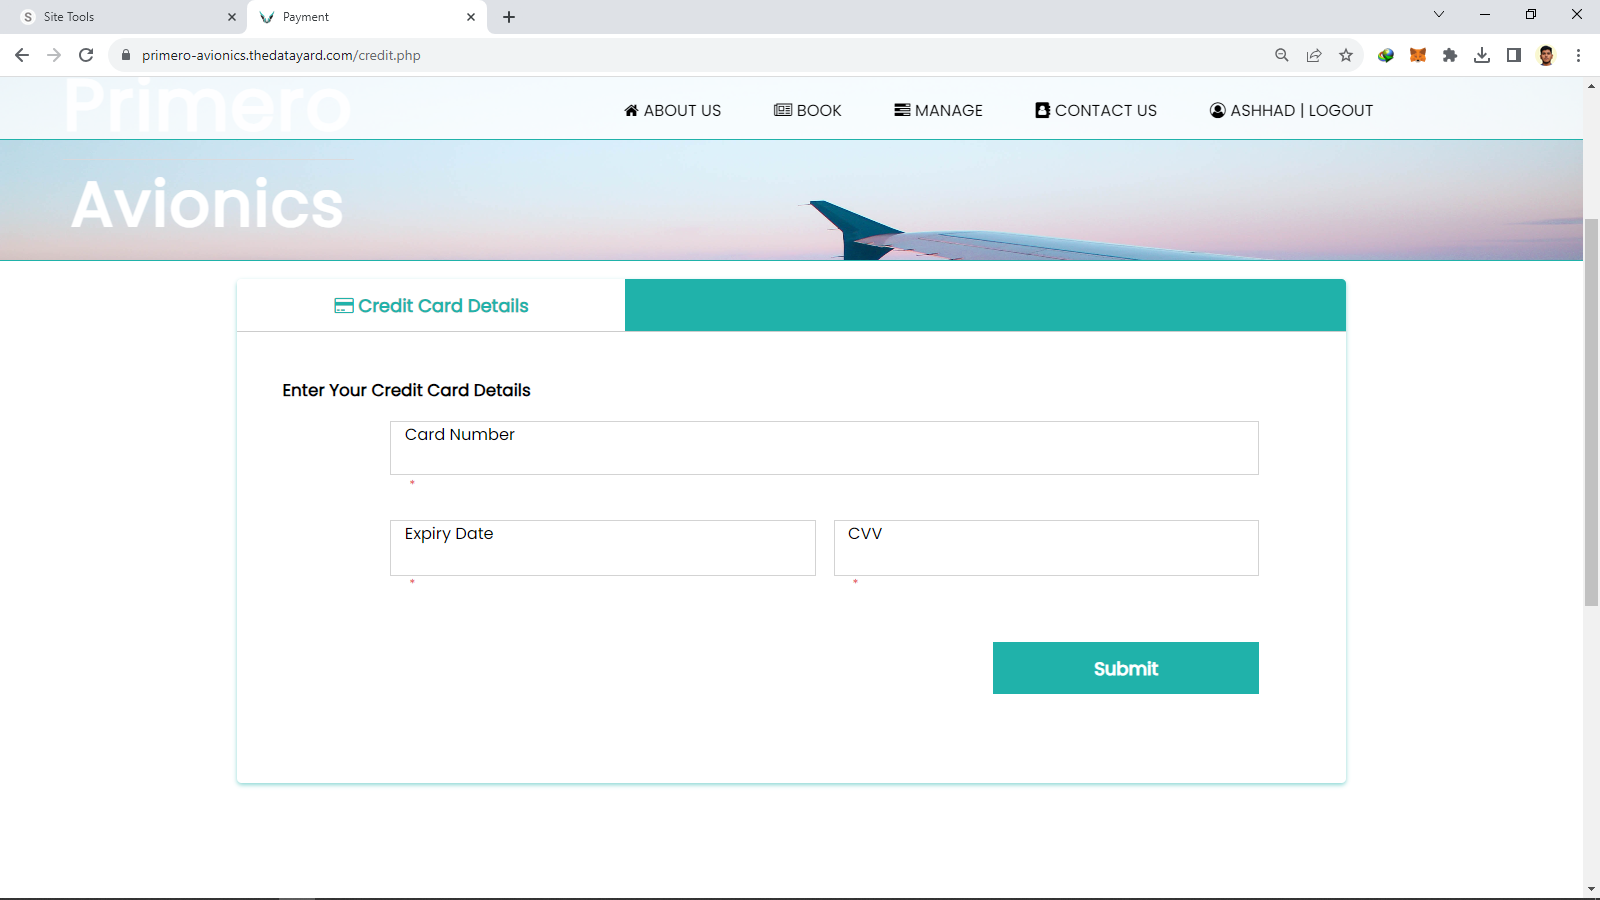 S Site Tools
Payment
primero-avionics.thedatayard.com/credit.php
Primero
ABOUT US
BOOK
MANAGE
CONTACT US
ASHHAD | LOGOUT
Avionics
Credit Card Details
Enter Your Credit Card Details
Card Number
*
Expiry Date
CVV
*
*
Submit